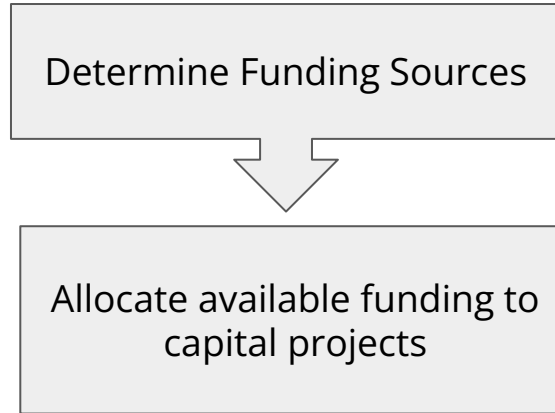 Determine Funding Sources
Allocate available funding to
capital projects